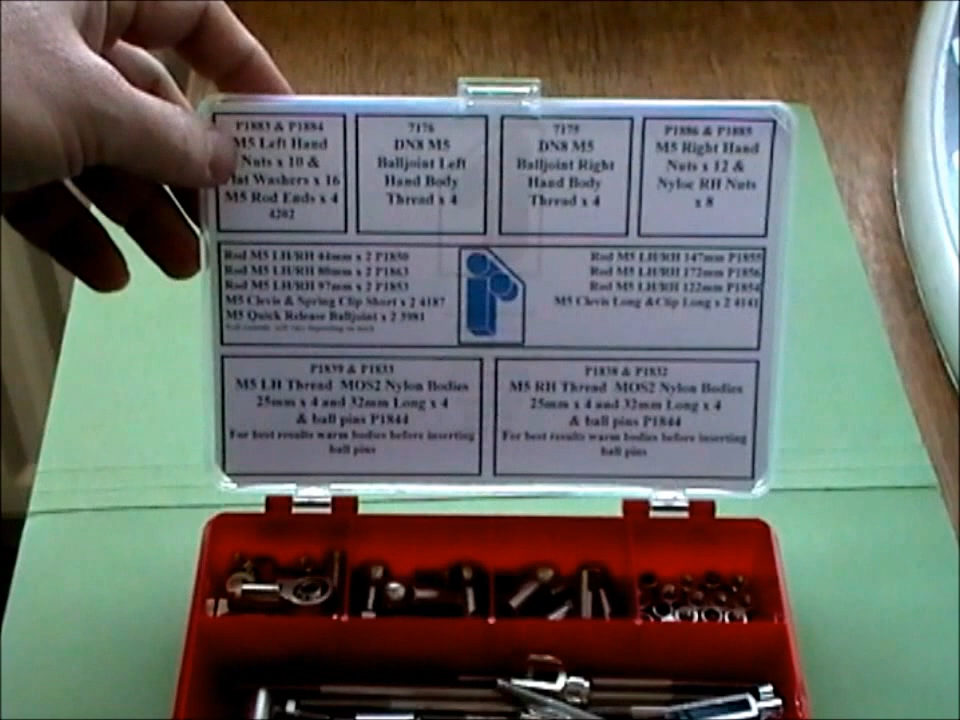 P1883 & P1884
M5 Left Hand
Nuts x 10 &
Flat Washers x 16
M5 Rod Ends x 4
4202
7176
DN8 M5
Balljoint Left
Hand Body
Thread x 4
7175
DN8 M5
Balljoint Right
Hand Body
Thread x 4
P1886 & P1885
M5 Right Hand
Nuts x 12 &
Nyloc RH Nuts
x 8
Rod M5 LH/RH 44mm x 2 P1850
Rod M5 LH/RH 80mm x 2 P1863
Rod M5 LH/RH 97mm x 2 P1853
M5 Clevis & Spring Clip Short x 2 4187
M5 Quick Release Balljoint x 2 5981
Rod M5 LH/RH 147mm P1855
Rod M5 LH/RH 172mm P1856
Rod M5 LH/RH 122mm P1854
M5 Clevis Long & Clip Long x 2 4141
P1839 & P1833
M5 LH Thread MOS2 Nylon Bodies
25mm x 4 and 32mm Long x 4
& ball pins P1844
For best results warm bodies before inserting
ball pins
P1838 & P1832
M5 RH Thread MOS2 Nylon Bodies
25mm x 4 and 32mm Long x 4
& ball pins P1844
For best results warm bodies before inserting
ball pins